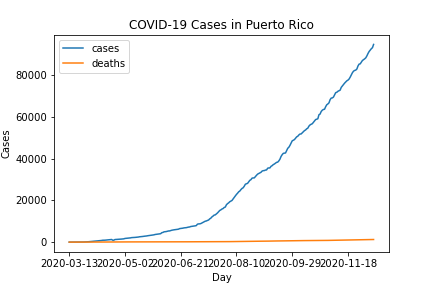 COVID-19 Cases in Puerto Rico
cases
deaths
80000
60000
40000
20000
0
Cases
2020-03-13 2020-05-02 2020-06-21 2020-08-10 2020-09-29 2020-11-18
Day